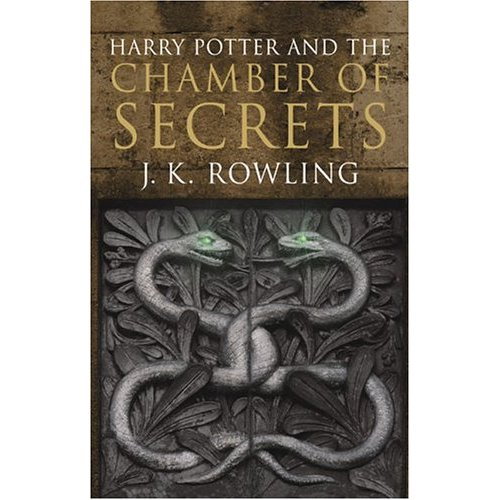 HARRY POTTER AND THE
CHAMBER OF
SECRETS
J. K. ROWLING